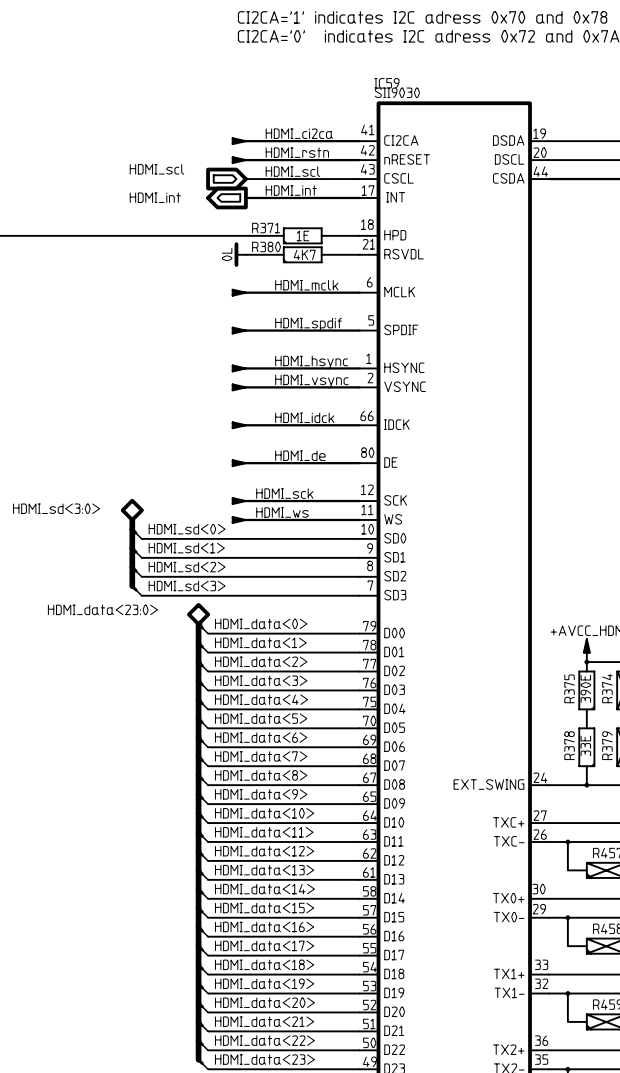 CI2CA='1' indicates I2C adress 0x70 and 0x78
CI2CA='0' indicates I2C adress 0x72 and 0x7A
IC59
SII9030
HDMI_ci2ca 41 CI2CA DSDA 19
HDMI_rstn 42 nRESET DSCL 20
HDMI_scl HDMI_scl 43 CSCL CSDA 44
HDMI_int HDMI_int 17 INT
R371 1E 18 HPD
0L R380 4K7 21 RSVDL
HDMI_mclk 6 MCLK
HDMI_spdif 5 SPDIF
HDMI_hsync 1 HSYNC
HDMI_vsync 2 VSYNC
HDMI_idck 66 IDCK
HDMI_de 80 DE
HDMI_sck 12 SCK
HDMI_sd<3:0> HDMI_ws 11 WS
HDMI_sd<0> 10 SD0
HDMI_sd<1> 9 SD1
HDMI_sd<2> 8 SD2
HDMI_sd<3> 7 SD3
HDMI_data<23:0>
HDMI_data<0> 79 D00 +AVCC_HDM
HDMI_data<1> 78 D01
HDMI_data<2> 77 D02
HDMI_data<3> 76 D03 R375 390E R374
HDMI_data<4> 75 D04
HDMI_data<5> 70 D05
HDMI_data<6> 69 D06 R378 33E R379
HDMI_data<7> 68 D07
HDMI_data<8> 67 D08 EXT_SWING 24
HDMI_data<9> 65 D09
HDMI_data<10> 64 D10 TXC+ 27
HDMI_data<11> 63 D11 TXC- 26
HDMI_data<12> 62 D12 R457
HDMI_data<13> 61 D13
HDMI_data<14> 58 D14 TX0+ 30
HDMI_data<15> 57 D15 TX0- 29
HDMI_data<16> 56 D16 R458
HDMI_data<17> 55 D17
HDMI_data<18> 54 D18 TX1+ 33
HDMI_data<19> 53 D19 TX1- 32
HDMI_data<20> 52 D20 R459
HDMI_data<21> 51 D21
HDMI_data<22> 50 D22 TX2+ 36
HDMI_data<23> 49 D23 TX2- 35